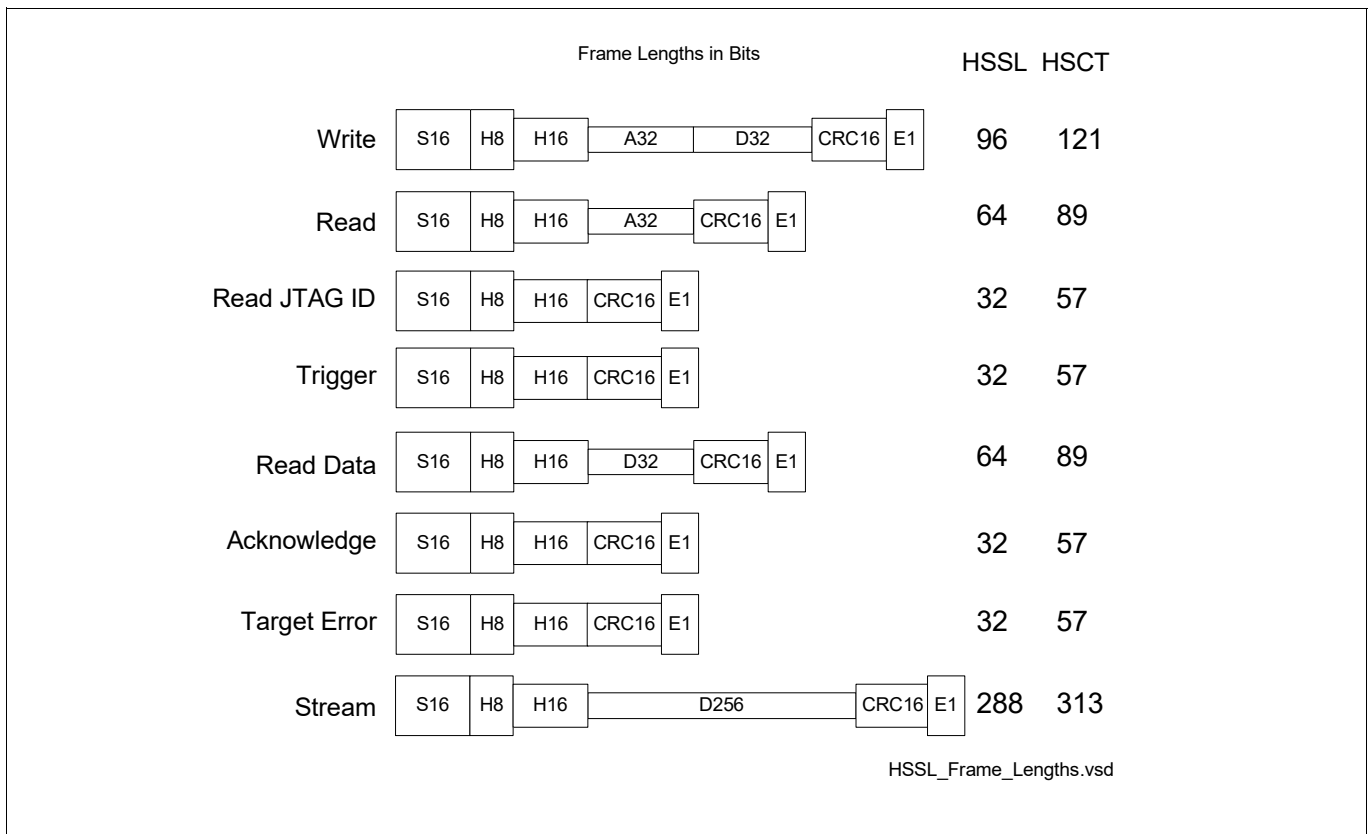 Frame Lengths in Bits
HSSL HSCT
Write S16 H8 H16 A32 D32 CRC16 E1 96 121
Read S16 H8 H16 A32 CRC16 E1 64 89
Read JTAG ID S16 H8 H16 CRC16 E1 32 57
Trigger S16 H8 H16 CRC16 E1 32 57
Read Data S16 H8 H16 D32 CRC16 E1 64 89
Acknowledge S16 H8 H16 CRC16 E1 32 57
Target Error S16 H8 H16 CRC16 E1 32 57
Stream S16 H8 H16 D256 CRC16 E1 288 313
HSSL_Frame_Lengths.vsd